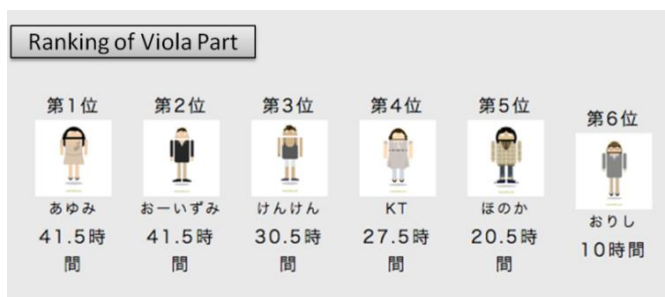 Ranking of Viola Part
第1位 第2位 第3位 第4位 第5位 第6位
あゆみ おーいずみ けんけん KT ほのか おりし
41.5時間 41.5時間 30.5時間 27.5時間 20.5時間 10時間